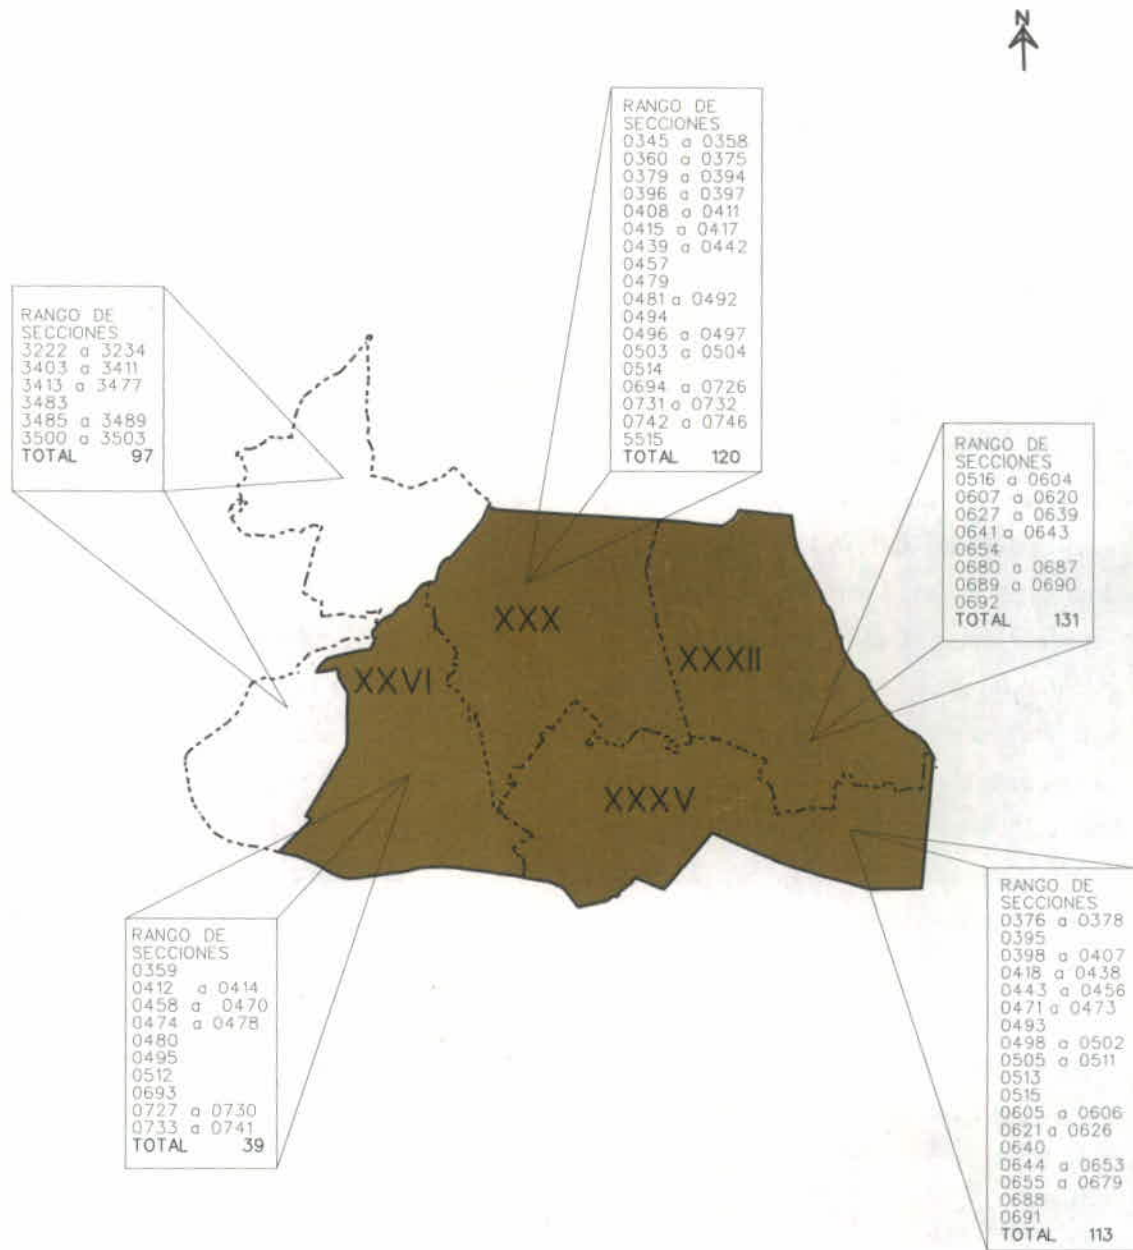 N
RANGO DE
SECCIONES
0345 a 0358
0360 a 0375
0379 a 0394
0396 a 0397
0408 a 0411
0415 a 0417
0439 a 0442
0457
0479
0481 a 0492
0494
0496 a 0497
0503 a 0504
0514
0694 a 0726
0731 a 0732
0742 a 0746
5515
TOTAL 120
RANGO DE
SECCIONES
3222 a 3234
3403 a 3411
3413 a 3477
3483
3485 a 3489
3500 a 3503
TOTAL 97
RANGO DE
SECCIONES
0516 a 0604
0607 a 0620
0627 a 0639
0641 a 0643
0654
0680 a 0687
0689 a 0690
0692
TOTAL 131
XXX
XXXII
XXVI
XXXV
RANGO DE
SECCIONES
0359
0412 a 0414
0458 a 0470
0474 a 0478
0480
0495
0512
0693
0727 a 0730
0733 a 0741
TOTAL 39
RANGO DE
SECCIONES
0376 a 0378
0395
0398 a 0407
0418 a 0438
0443 a 0456
0471 a 0473
0493
0498 a 0502
0505 a 0511
0513
0515
0605 a 0606
0621 a 0626
0640
0644 a 0653
0655 a 0679
0688
0691
TOTAL 113